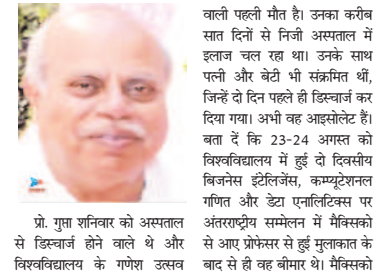 वाली पहली मौत है। उनका करीब
सात दिनों से निजी अस्पताल में
इलाज चल रहा था। उनके साथ
पत्नी और बेटी भी संक्रमित थीं,
जिन्हें दो दिन पहले ही डिस्चार्ज कर
दिया गया। अभी वह आइसोलेट हैं।
बता दें कि 23-24 अगस्त को
विश्वविद्यालय में हुई दो दिवसीय
बिजनेस इंटेलिजेंस, कम्प्यूटेशनल
गणित और डेटा एनालिटिक्स पर
प्रो. गुप्ता शनिवार को अस्पताल
से डिस्चार्ज होने वाले थे और
विश्वविद्यालय के गणेश उत्सव
अंतरराष्ट्रीय सम्मेलन में मैक्सिको
से आए प्रोफेसर से हुई मुलाकात के
बाद से ही वह बीमार थे। मैक्सिको